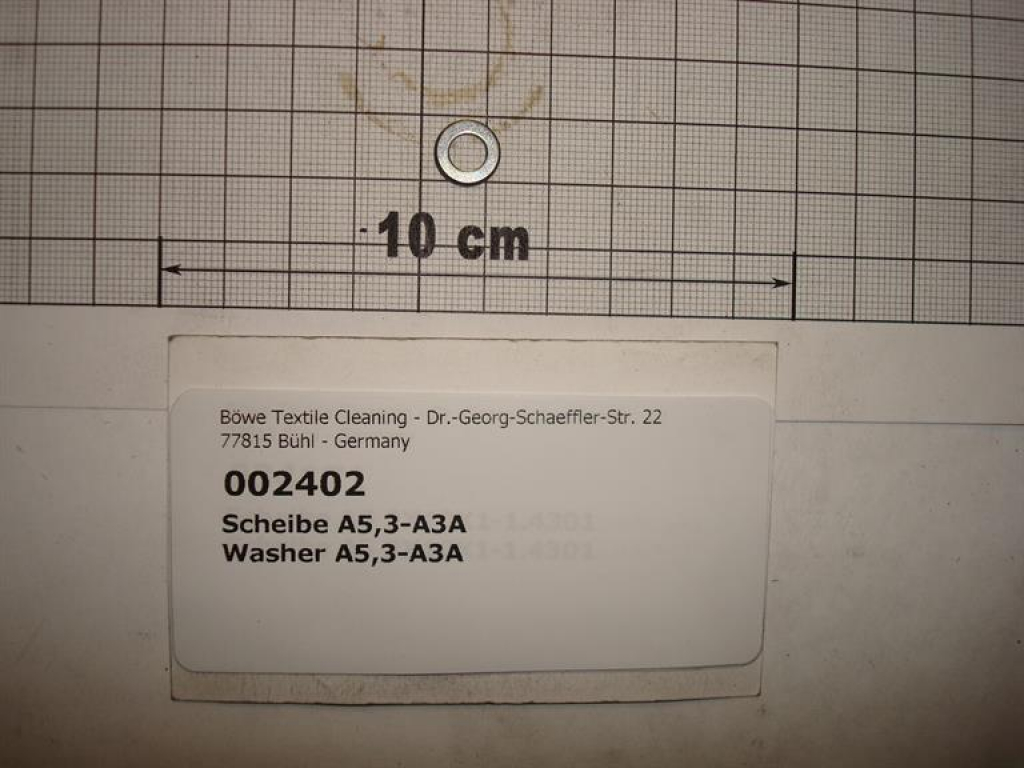 10 cm
Böwe Textile Cleaning - Dr.-Georg-Schaeffler-Str. 22
77815 Bühl - Germany
002402
Scheibe A5,3-A3A
Washer A5,3-A3A